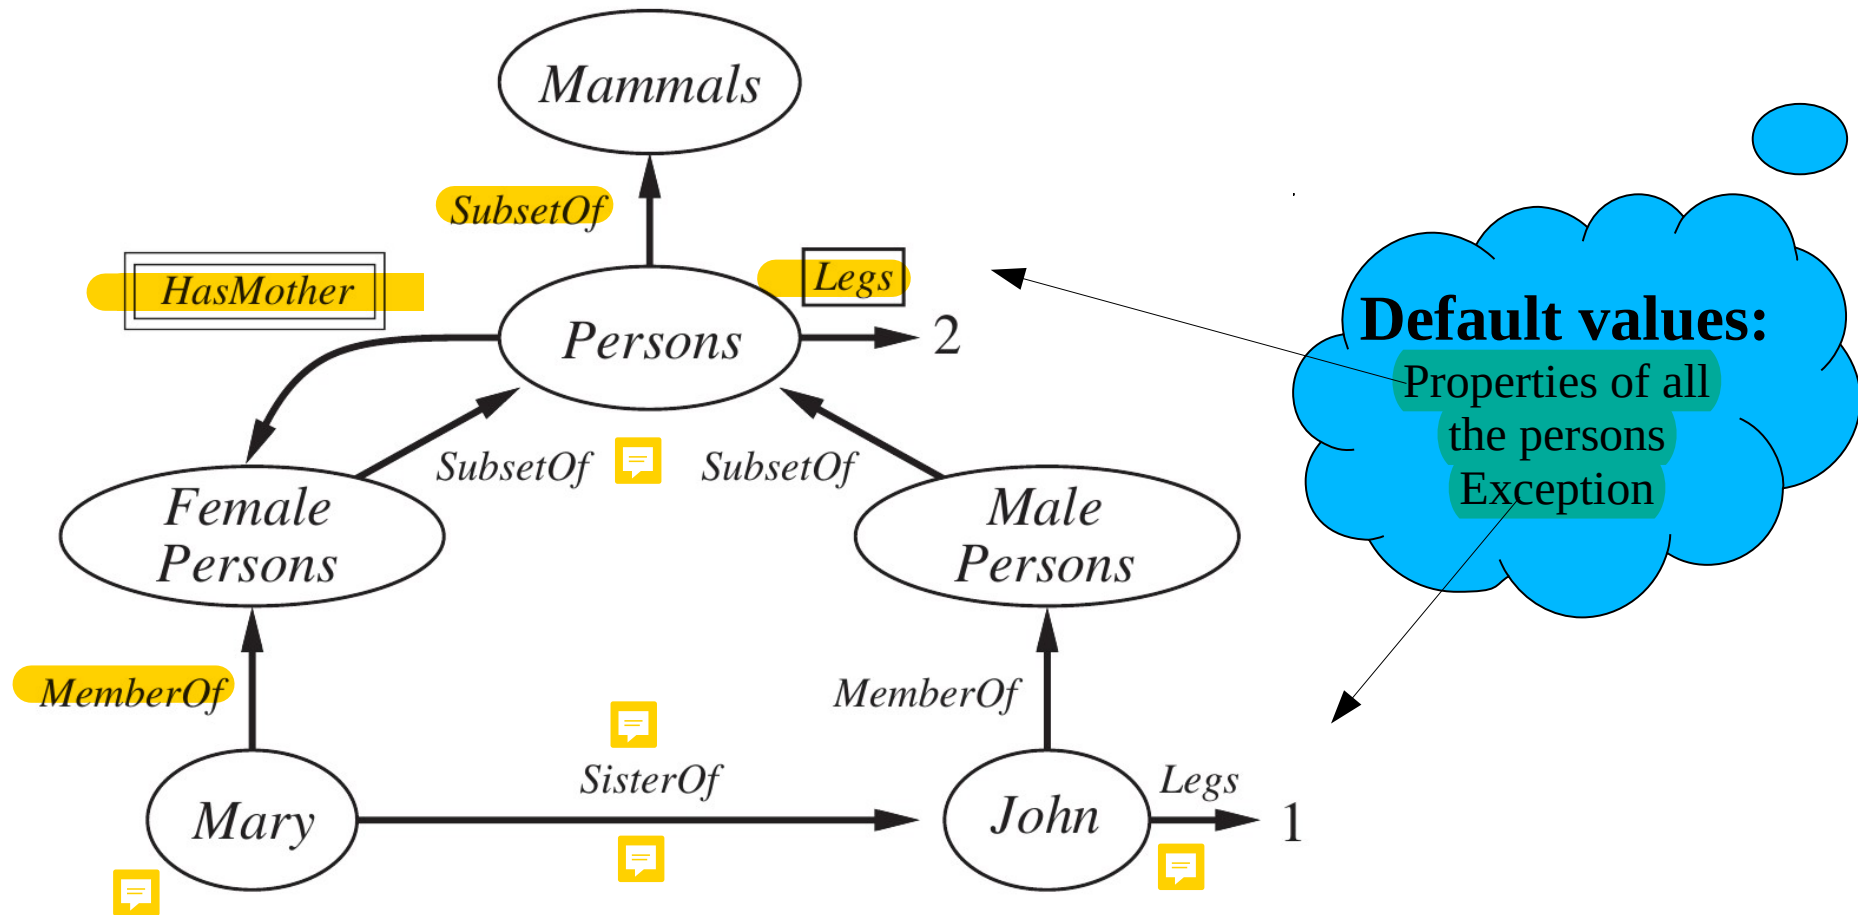 Mammals
SubsetOf
HasMother
Legs
Persons
2
Default values:
Properties of all
the persons
Exception
SubsetOf
SubsetOf
Female
Persons
Male
Persons
MemberOf
MemberOf
SisterOf
Legs
Mary
John
1